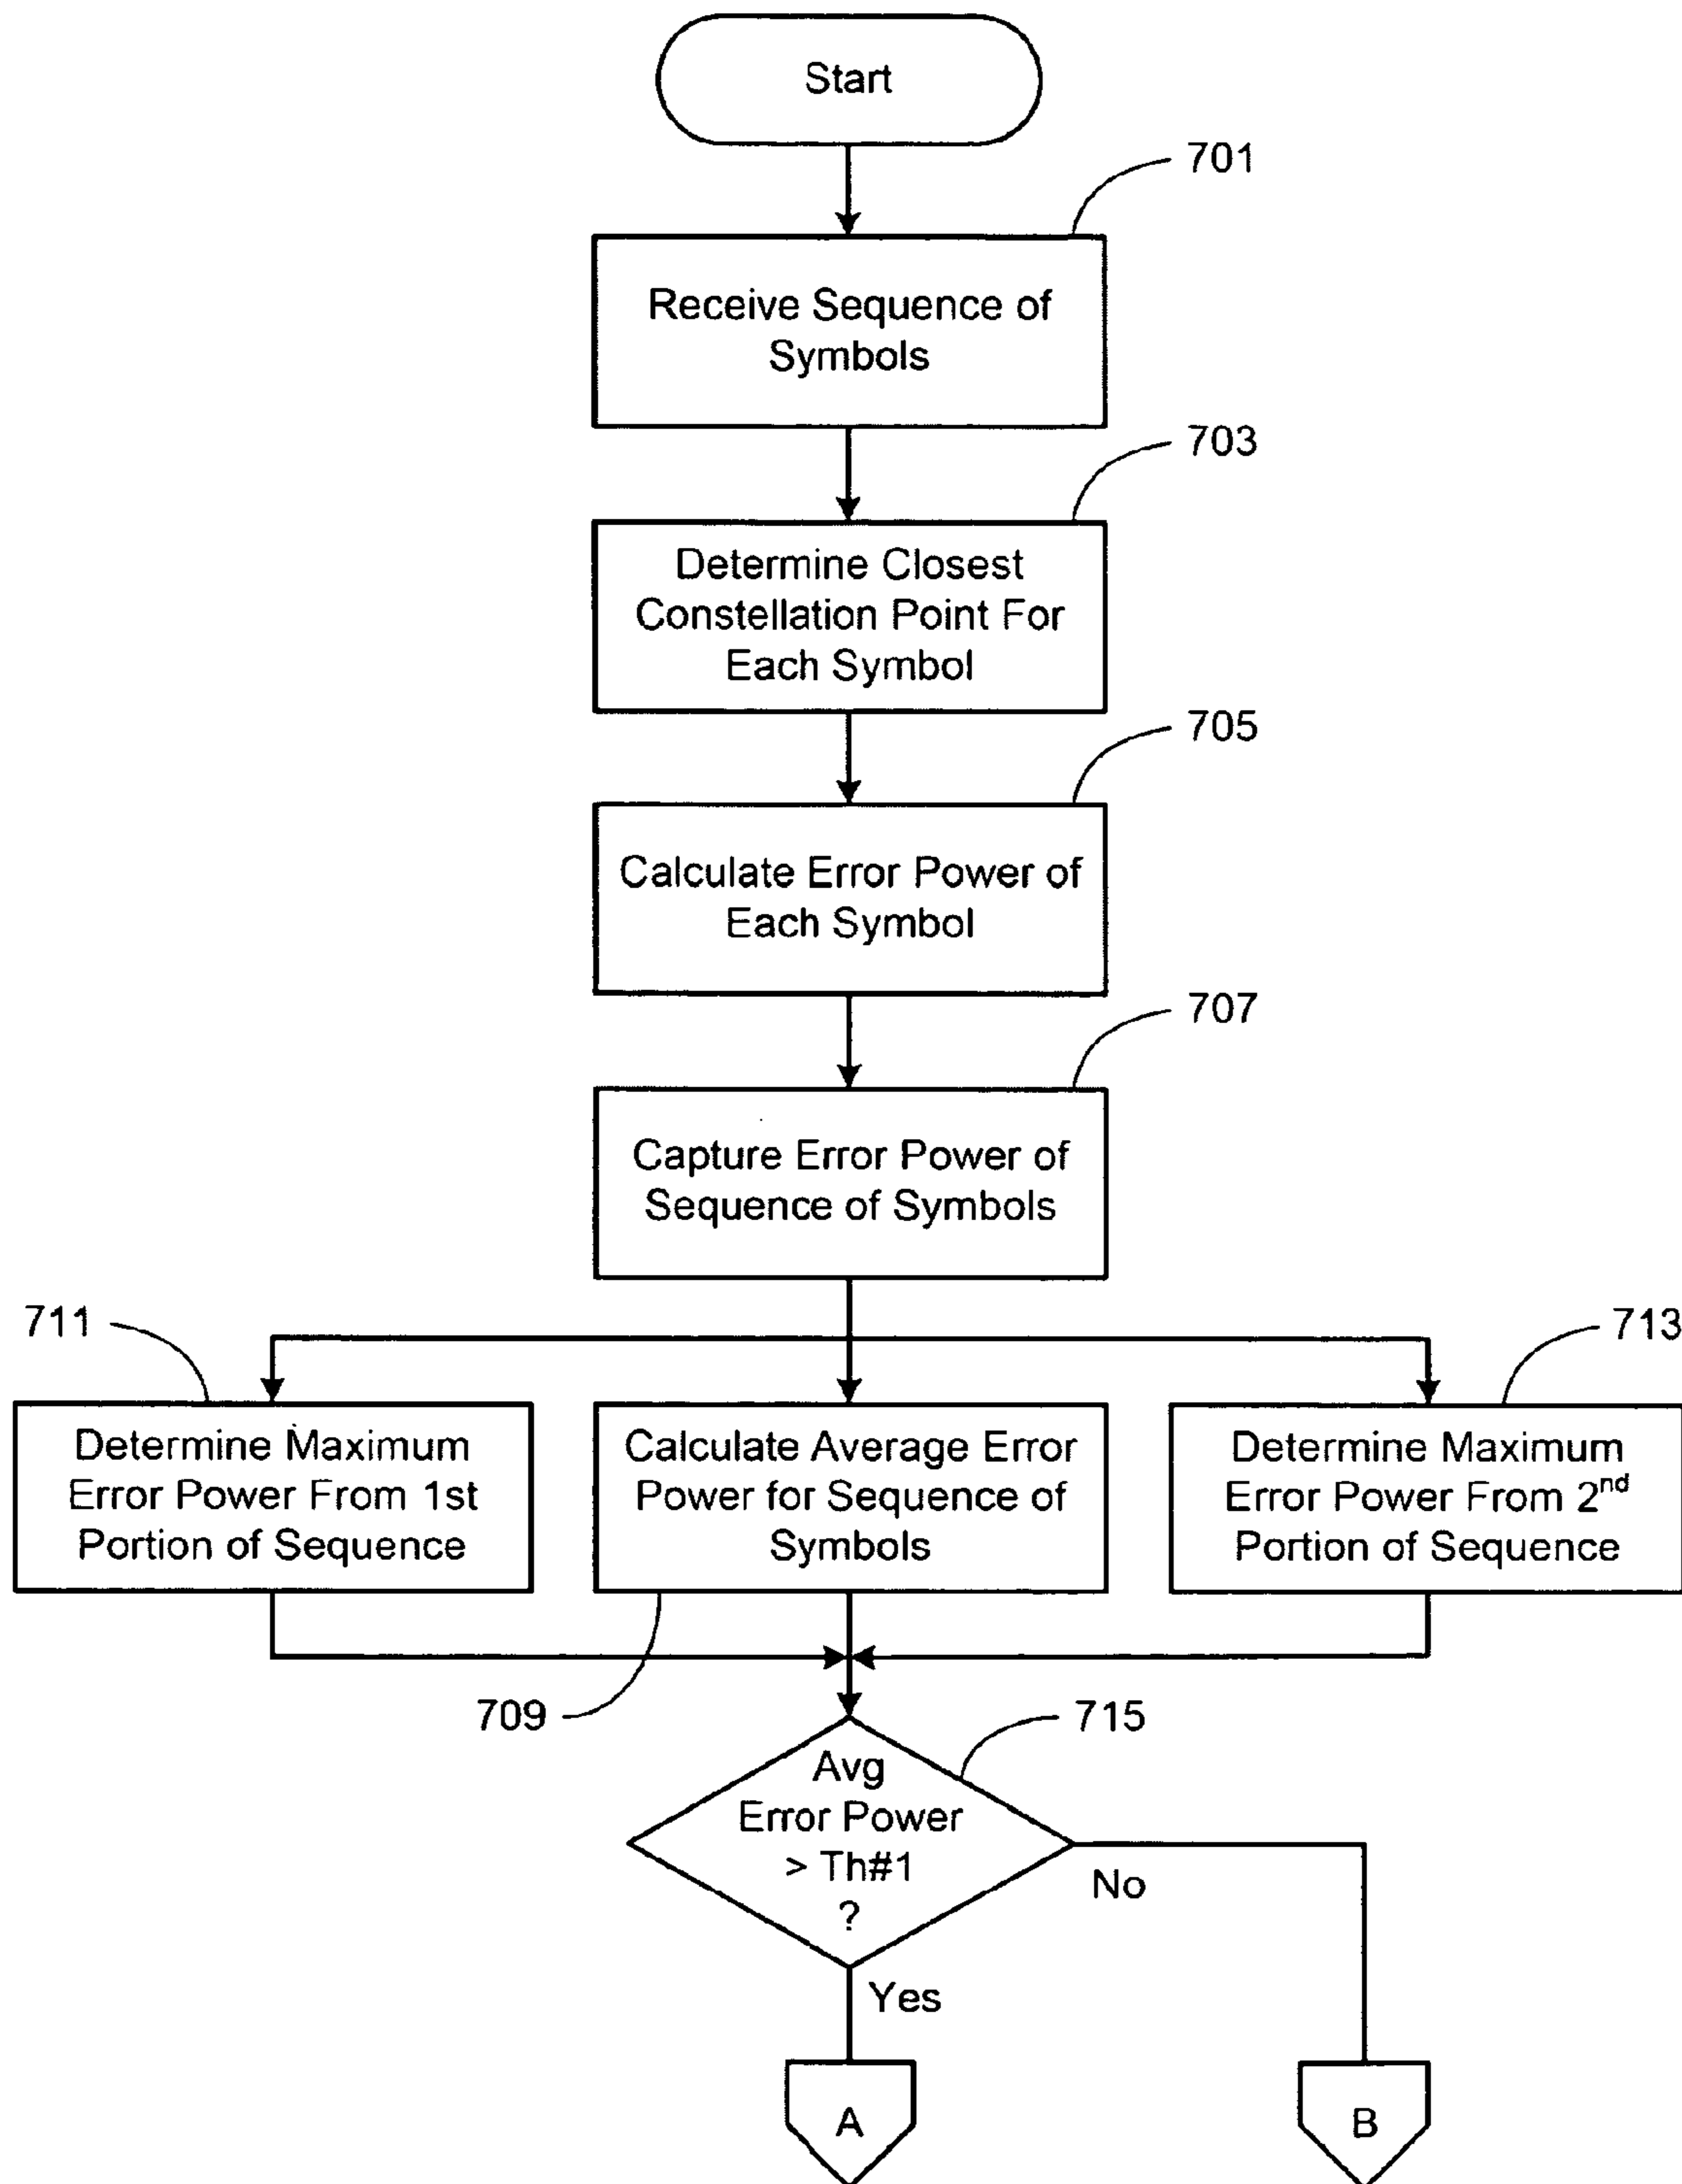 Start
701
Receive Sequence of
Symbols
703
Determine Closest
Constellation Point For
Each Symbol
705
Calculate Error Power of
Each Symbol
707
Capture Error Power of
Sequence of Symbols
711
713
Determine Maximum
Error Power From 1st
Portion of Sequence
Calculate Average Error
Power for Sequence of
Symbols
Determine Maximum
Error Power From 2nd
Portion of Sequence
709
715
Avg
Error Power
> Th#1
?
No
Yes
A
B